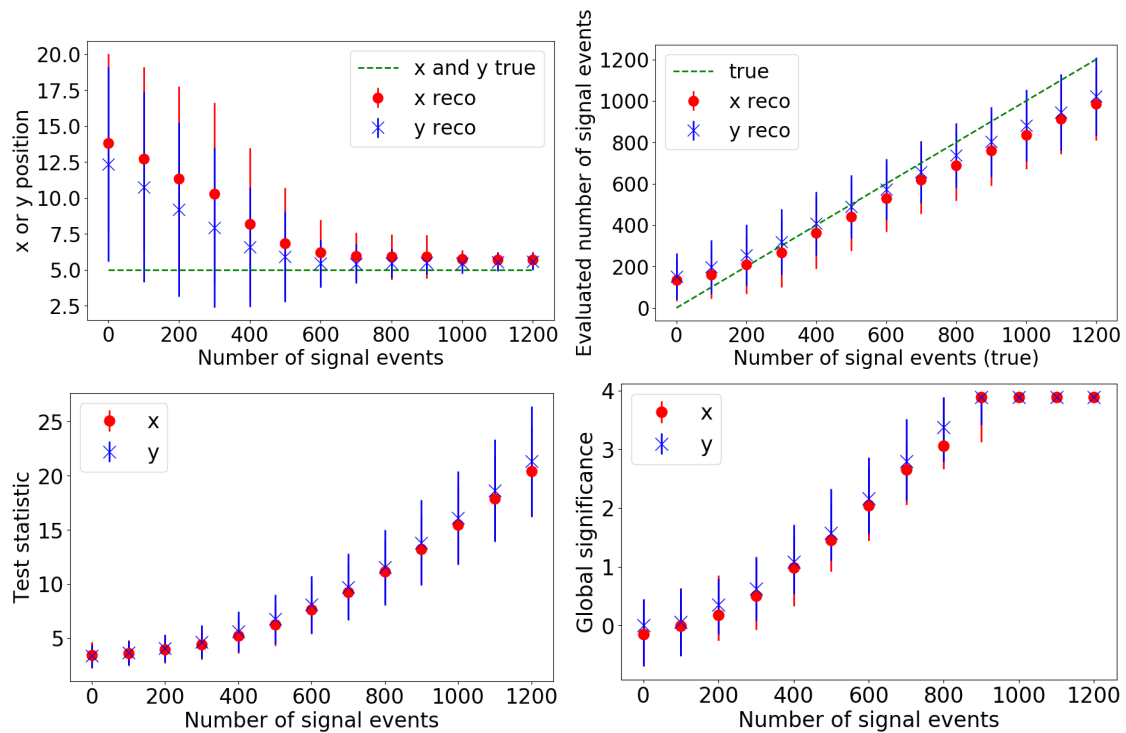 x or y position
20.0
17.5
15.0
12.5
10.0
7.5
5.0
2.5
x and y true
x reco
y reco
0 200 400 600 800 1000 1200
Number of signal events
Evaluated number of signal events
1200
1000
800
600
400
200
0
true
x reco
y reco
0 200 400 600 800 1000 1200
Number of signal events (true)
Test statistic
25
20
15
10
5
x
y
0 200 400 600 800 1000 1200
Number of signal events
Global significance
4
3
2
1
0
x
y
0 200 400 600 800 1000 1200
Number of signal events